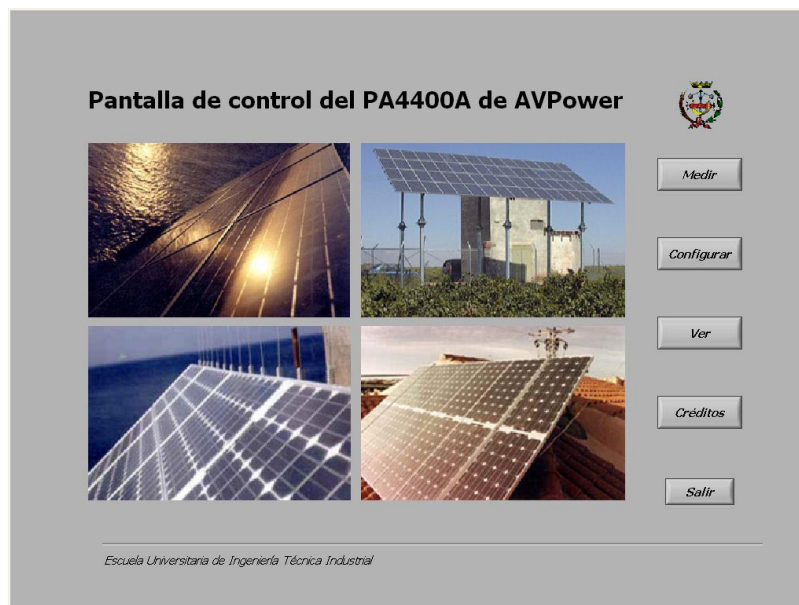 Pantalla de control del PA4400A de AVPower
Medir
Configurar
Ver
Créditos
Salir
Escuela Universitaria de Ingeniería Técnica Industrial